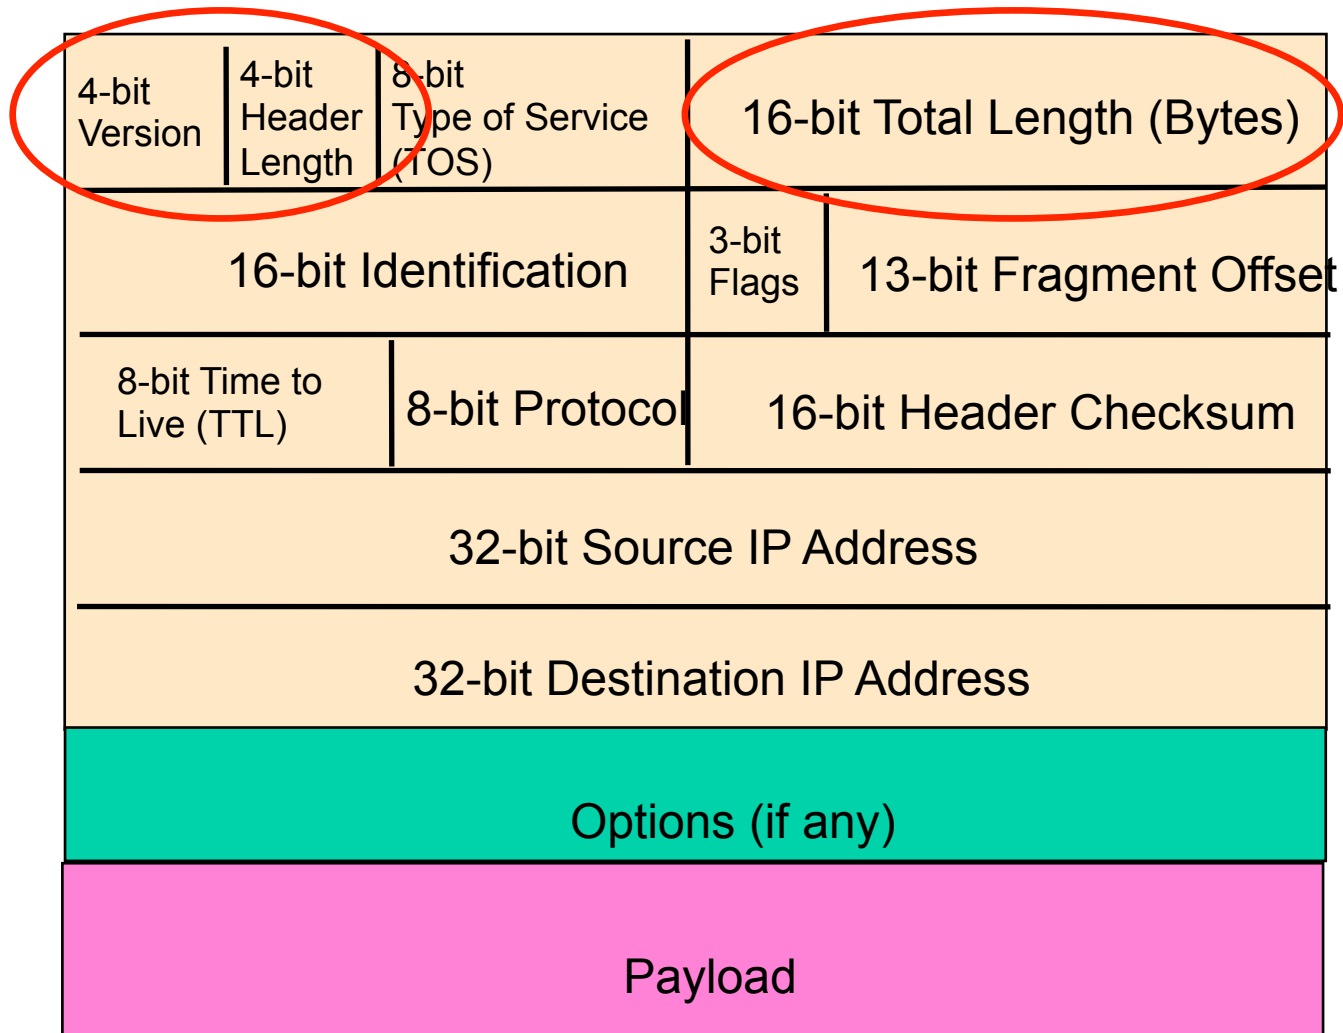 4-bit
Version
4-bit
Header
Length
8-bit
Type of Service
(TOS)
16-bit Total Length (Bytes)
16-bit Identification
3-bit
Flags
13-bit Fragment Offset
8-bit Time to
Live (TTL)
8-bit Protocol
16-bit Header Checksum
32-bit Source IP Address
32-bit Destination IP Address
Options (if any)
Payload